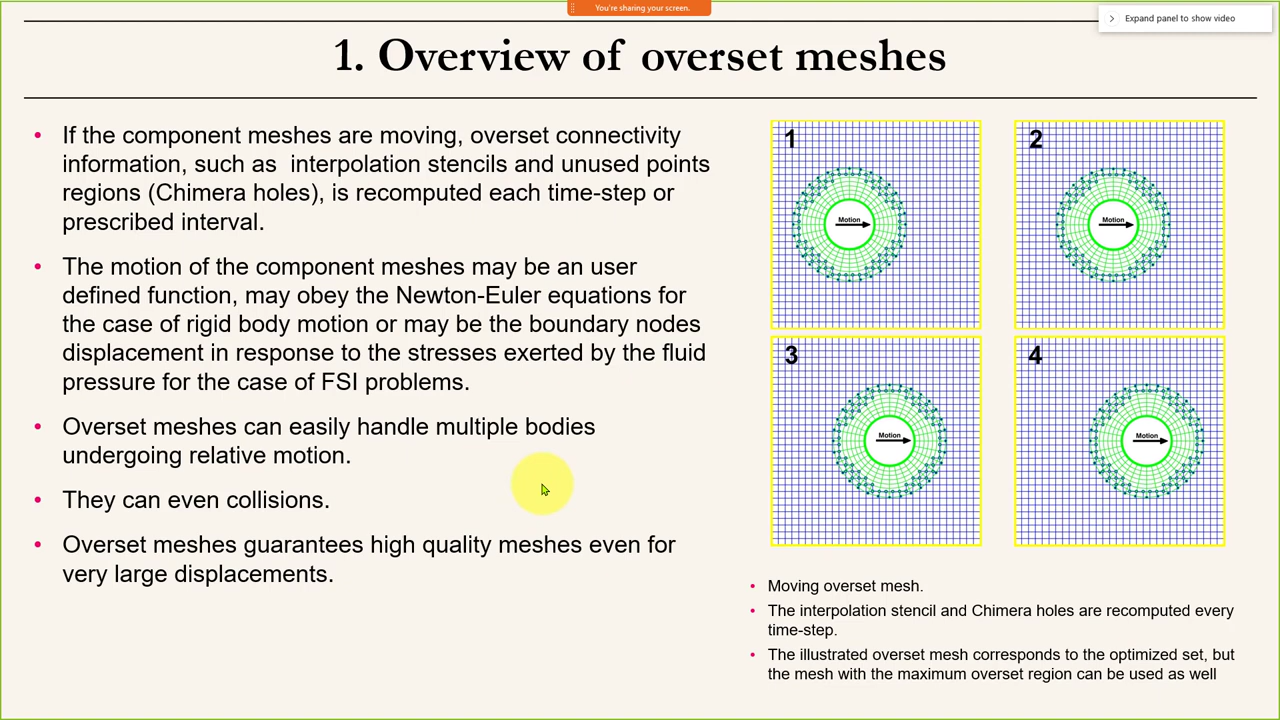 You're sharing your screen.
Expand panel to show video
1. Overview of overset meshes
• If the component meshes are moving, overset connectivity
information, such as interpolation stencils and unused points
regions (Chimera holes), is recomputed each time-step or
prescribed interval.
• The motion of the component meshes may be an user
defined function, may obey the Newton-Euler equations for
the case of rigid body motion or may be the boundary nodes
displacement in response to the stresses exerted by the fluid
pressure for the case of FSI problems.
• Overset meshes can easily handle multiple bodies
undergoing relative motion.
• They can even collisions.
• Overset meshes guarantees high quality meshes even for
very large displacements.
1
Motion
2
Motion
3
Motion
4
Motion
• Moving overset mesh.
• The interpolation stencil and Chimera holes are recomputed every
time-step.
• The illustrated overset mesh corresponds to the optimized set, but
the mesh with the maximum overset region can be used as well